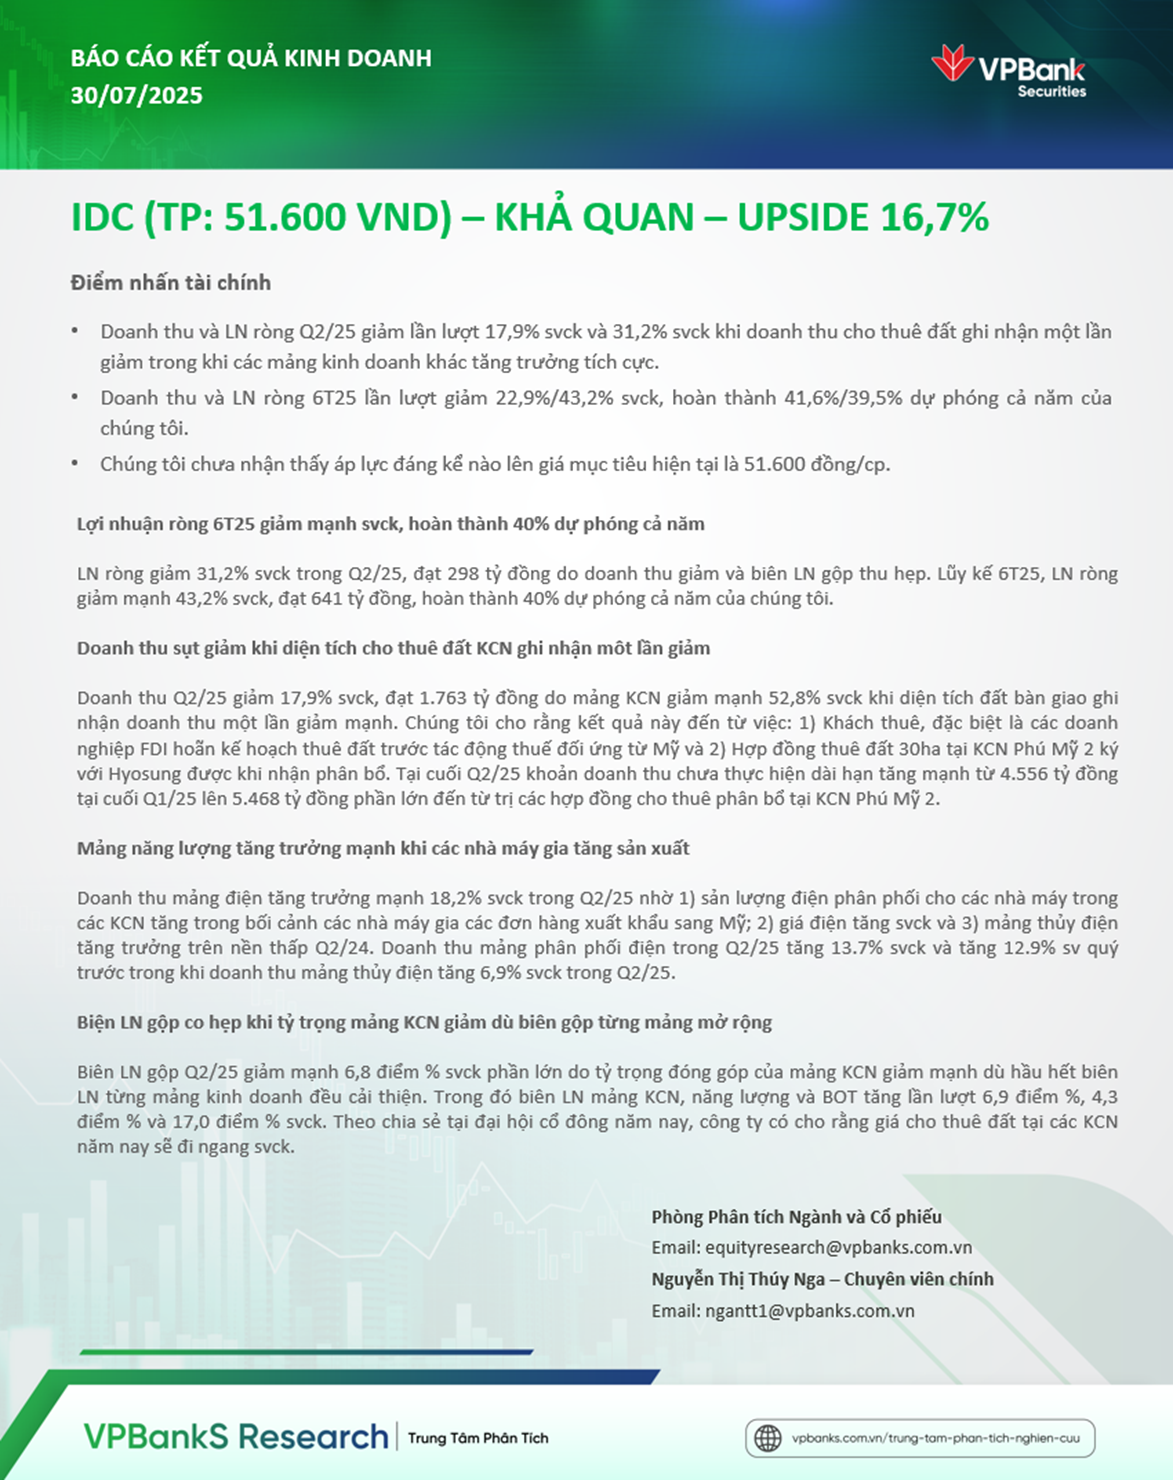 BÁO CÁO KẾT QUẢ KINH DOANH
30/07/2025
VPBank
Securities
IDC (TP: 51.600 VND) – KHẢ QUAN – UPSIDE 16,7%
Điểm nhấn tài chính
• Doanh thu và LN ròng Q2/25 giảm lần lượt 17,9% svck và 31,2% svck khi doanh thu cho thuê đất ghi nhận một lần
giảm trong khi các mảng kinh doanh khác tăng trưởng tích cực.
• Doanh thu và LN ròng 6T25 lần lượt giảm 22,9%/43,2% svck, hoàn thành 41,6%/39,5% dự phóng cả năm của
chúng tôi.
• Chúng tôi chưa nhận thấy áp lực đáng kể nào lên giá mục tiêu hiện tại là 51.600 đồng/cp.
Lợi nhuận ròng 6T25 giảm mạnh svck, hoàn thành 40% dự phóng cả năm
LN ròng giảm 31,2% svck trong Q2/25, đạt 298 tỷ đồng do doanh thu giảm và biên LN gộp thu hẹp. Lũy kế 6T25, LN ròng
giảm mạnh 43,2% svck, đạt 641 tỷ đồng, hoàn thành 40% dự phóng cả năm của chúng tôi.
Doanh thu sụt giảm khi diện tích cho thuê đất KCN ghi nhận môt lần giảm
Doanh thu Q2/25 giảm 17,9% svck, đạt 1.763 tỷ đồng do mảng KCN giảm mạnh 52,8% svck khi diện tích đất bàn giao ghi
nhận doanh thu một lần giảm mạnh. Chúng tôi cho rằng kết quả này đến từ việc: 1) Khách thuê, đặc biệt là các doanh
nghiệp FDI hoãn kế hoạch thuê đất trước tác động thuế đối ứng từ Mỹ và 2) Hợp đồng thuê đất 30ha tại KCN Phú Mỹ 2 ký
với Hyosung được khi nhận phân bổ. Tại cuối Q2/25 khoản doanh thu chưa thực hiện dài hạn tăng mạnh từ 4.556 tỷ đồng
tại cuối Q1/25 lên 5.468 tỷ đồng phần lớn đến từ trị các hợp đồng cho thuê phân bổ tại KCN Phú Mỹ 2.
Mảng năng lượng tăng trưởng mạnh khi các nhà máy gia tăng sản xuất
Doanh thu mảng điện tăng trưởng mạnh 18,2% svck trong Q2/25 nhờ 1) sản lượng điện phân phối cho các nhà máy trong
các KCN tăng trong bối cảnh các nhà máy gia các đơn hàng xuất khẩu sang Mỹ; 2) giá điện tăng svck và 3) mảng thủy điện
tăng trưởng trên nền thấp Q2/24. Doanh thu mảng phân phối điện trong Q2/25 tăng 13.7% svck và tăng 12.9% sv quý
trước trong khi doanh thu mảng thủy điện tăng 6,9% svck trong Q2/25.
Biện LN gộp co hẹp khi tỷ trọng mảng KCN giảm dù biên gộp từng mảng mở rộng
Biên LN gộp Q2/25 giảm mạnh 6,8 điểm % svck phần lớn do tỷ trọng đóng góp của mảng KCN giảm mạnh dù hầu hết biên
LN từng mảng kinh doanh đều cải thiện. Trong đó biên LN mảng KCN, năng lượng và BOT tăng lần lượt 6,9 điểm %, 4,3
điểm % và 17,0 điểm % svck. Theo chia sẻ tại đại hội cổ đông năm nay, công ty có cho rằng giá cho thuê đất tại các KCN
năm nay sẽ đi ngang svck.
Phòng Phân tích Ngành và Cổ phiếu
Email: equityresearch@vpbanks.com.vn
Nguyễn Thị Thúy Nga – Chuyên viên chính
Email: ngantt1@vpbanks.com.vn
VPBankS Research | Trung Tâm Phân Tích
vpbanks.com.vn/trung-tam-phan-tich-nghien-cuu